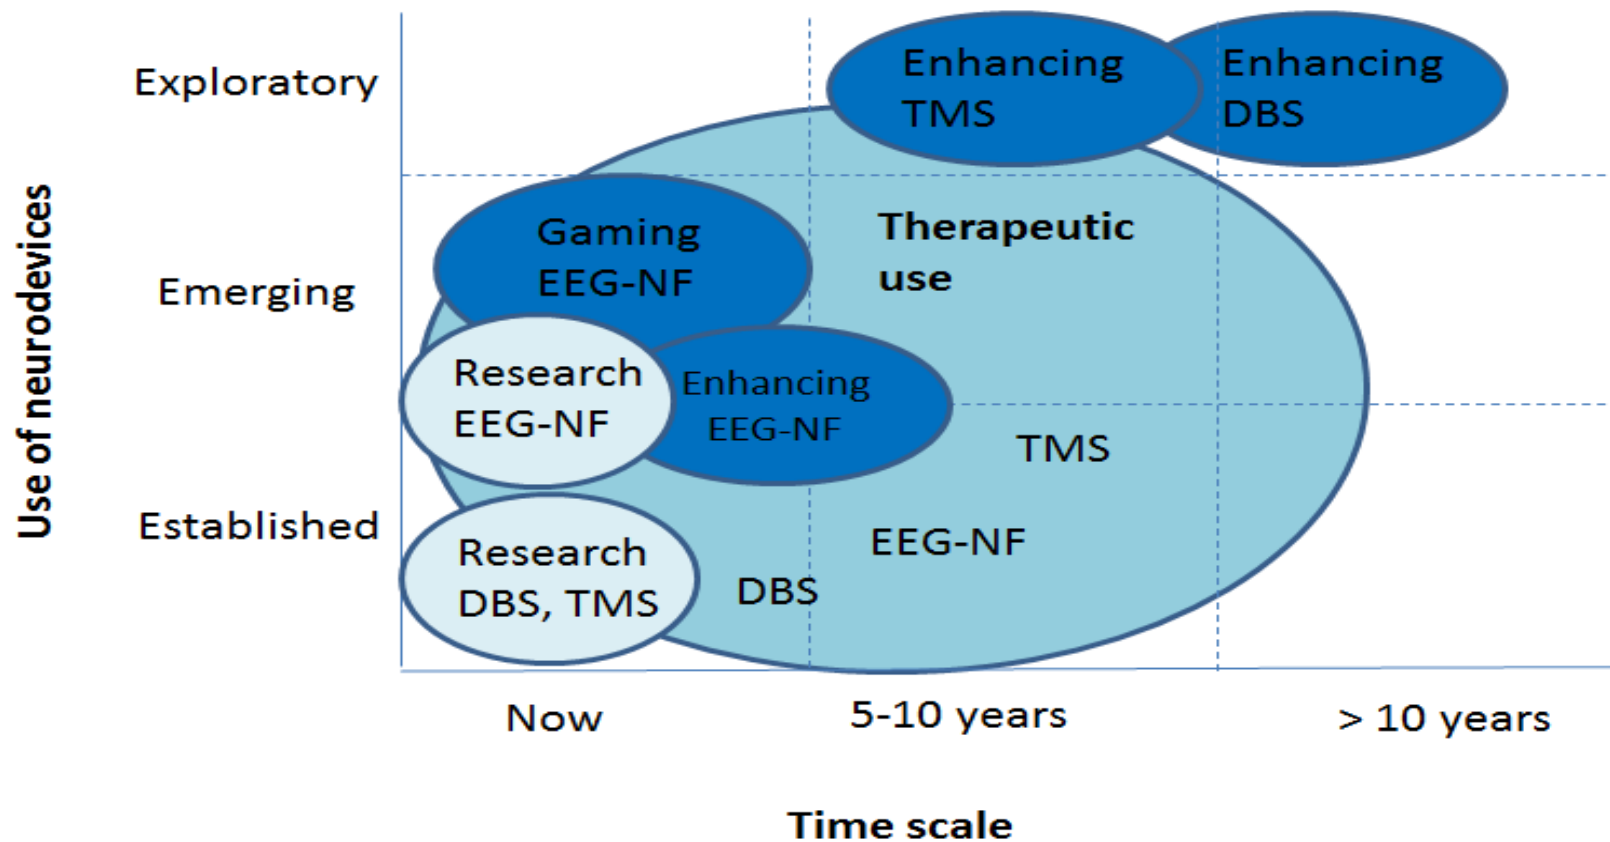 Use of neurodevices
Exploratory
Enhancing
TMS
Enhancing
DBS
Emerging
Gaming
EEG-NF
Therapeutic
use
Research
EEG-NF
Enhancing
EEG-NF
TMS
Established
Research
DBS, TMS
DBS
EEG-NF
Now
5-10 years
> 10 years
Time scale